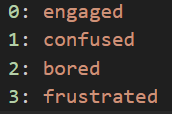 0: engaged
1: confused
2: bored
3: frustrated